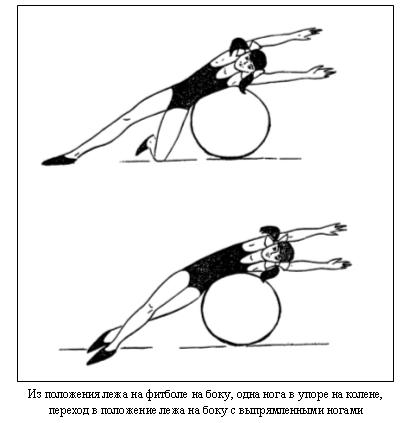 Из положения лежа на фитболе на боку, одна нога в упоре на колене,
переход в положение лежа на боку с выпрямленными ногами